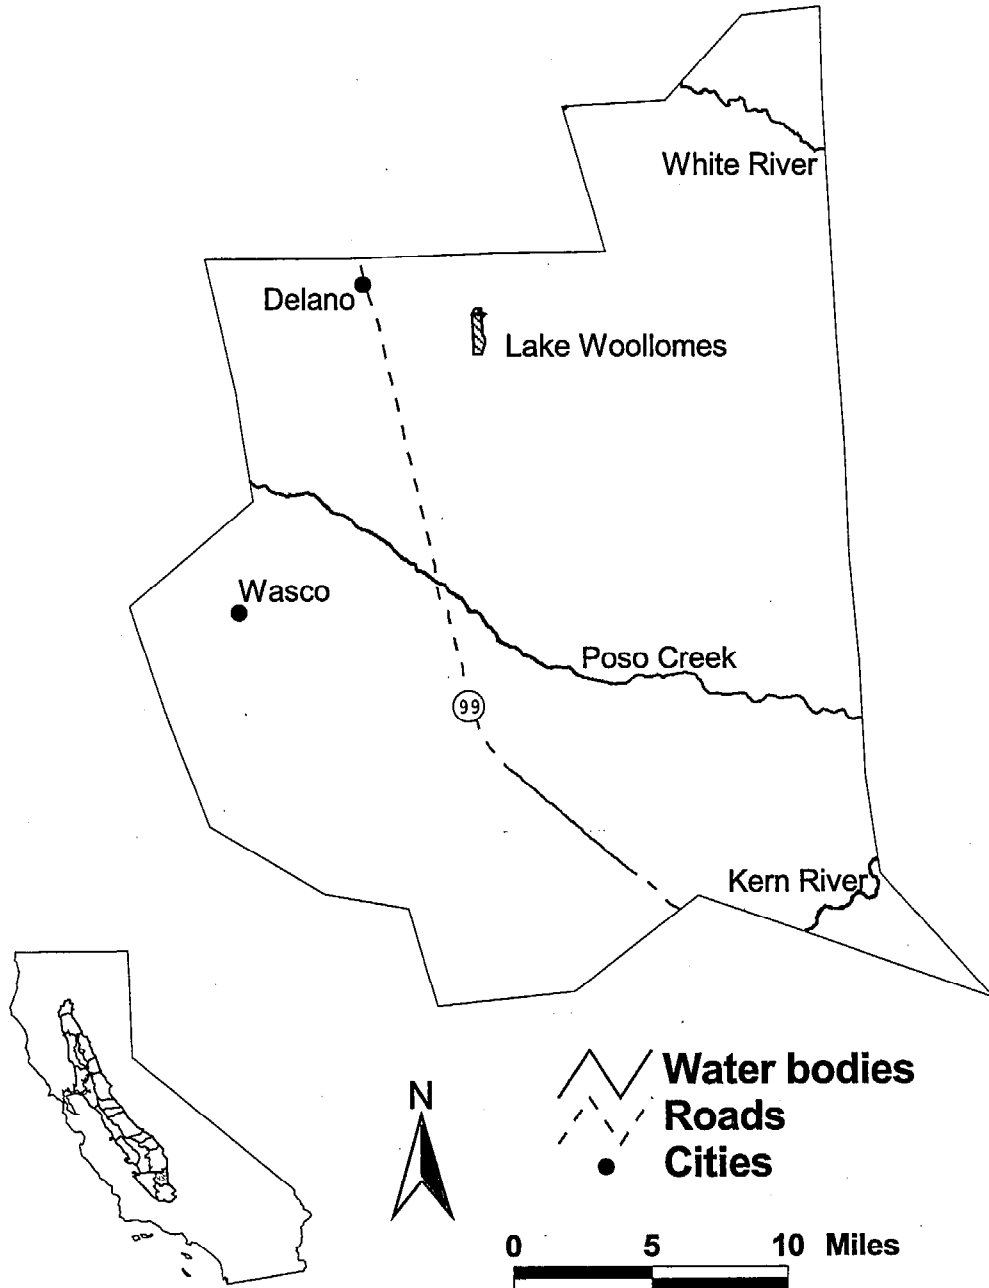 White River
Delano
Lake Woollomes
Wasco
Poso Creek
99
Kern River
N
Water bodies
Roads
Cities
0 5 10 Miles